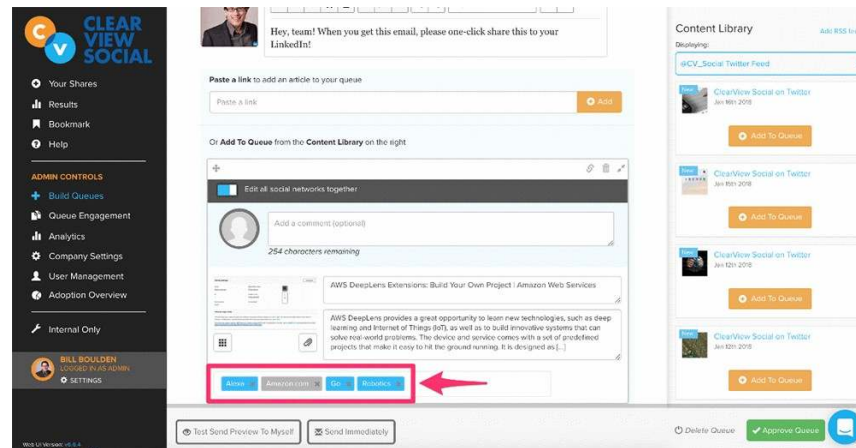 CLEAR
VIEW
SOCIAL
Your Shares
Results
Bookmark
Help
ADMIN CONTROLS
Build Queues
Queue Engagement
Analytics
Company Settings
User Management
Adoption Overview
Internal Only
BILL BOULDEN
LOGGED IN AS ADMIN
SETTINGS
Web UI Version: v6.6.4
Hey, team! When you get this email, please one-click share this to your
LinkedIn!
Paste a link to add an article to your queue
Paste a link
Add
Or Add To Queue from the Content Library on the right
Edit all social networks together
Add a comment (optional)
254 characters remaining
AWS DeepLens Extensions: Build Your Own Project | Amazon Web Services
AWS DeepLens provides a great opportunity to learn new technologies, such as deep
learning and Internet of Things (IoT), as well as to build innovative systems that can
solve real-world problems. The device and service comes with a set of predefined
projects that make it easy to hit the ground running. It is designed as [...]
Alexa × Amazon.com × Go × Robotics ×
Test Send Preview To Myself
Send Immediately
Content Library
Add RSS
Displaying:
@CV_Social Twitter Feed
New
ClearView Social on Twitter
Jan 16th 2018
Add To Queue
New
ClearView Social on Twitter
Add To Queue
New
ClearView Social on Twitter
Jan 12th 2018
Add To Queue
New
ClearView Social on Twitter
Jan 12th 2018
Add To Queue
Delete Queue
Approve Queue